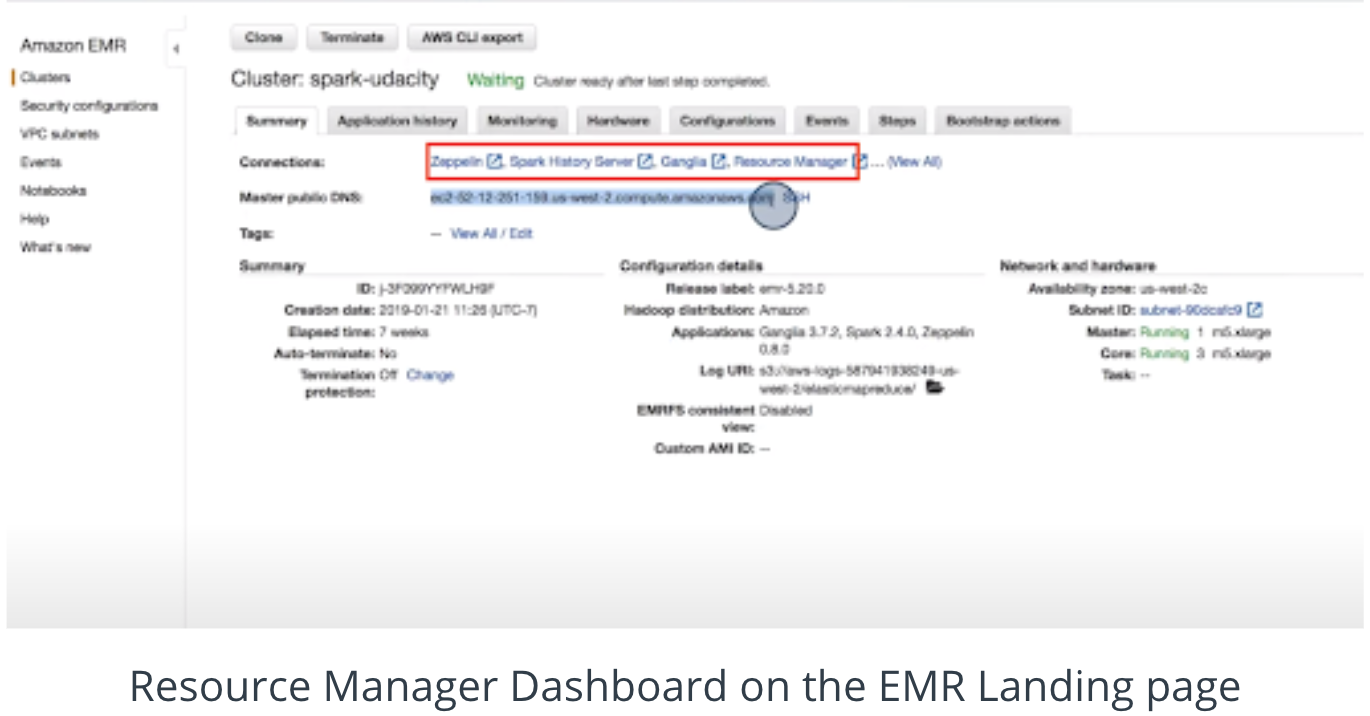 Amazon EMR
Clusters
Security configurations
VPC subnets
Events
Notebooks
Help
What's new
Clone Terminate AWS CLI export
Cluster: spark-udacity Waiting Cluster ready after last step completed.
Summary Application history Monitoring Hardware Configurations Events Steps Bootstrap actions
Connections: Zeppelin, Spark History Server, Ganglia, Resource Manager ... (View All)
Master public DNS: ec2-52-12-251-159.us-west-2.compute.amazonaws.com SSH
Tags: -- View All / Edit
Summary
ID:
Creation date: 2019-01-21 11:26 (UTC-7)
Elapsed time: 7 weeks
Auto-terminate: No
Termination Off Change
protection:
Configuration details
Release label: emr-5.20.0
Hadoop distribution: Amazon
Applications: Ganglia 3.7.2, Spark 2.4.0, Zeppelin
0.8.0
Log URI: s3://aws-logs-587941938249-us-
west-2/elasticmapreduce/
EMRFS consistent Disabled
view:
Custom AMI ID: --
Network and hardware
Availability zone: us-west-2c
Subnet ID:
Master: Running 1 m5.xlarge
Core: Running 3 m5.xlarge
Task: --
Resource Manager Dashboard on the EMR Landing page